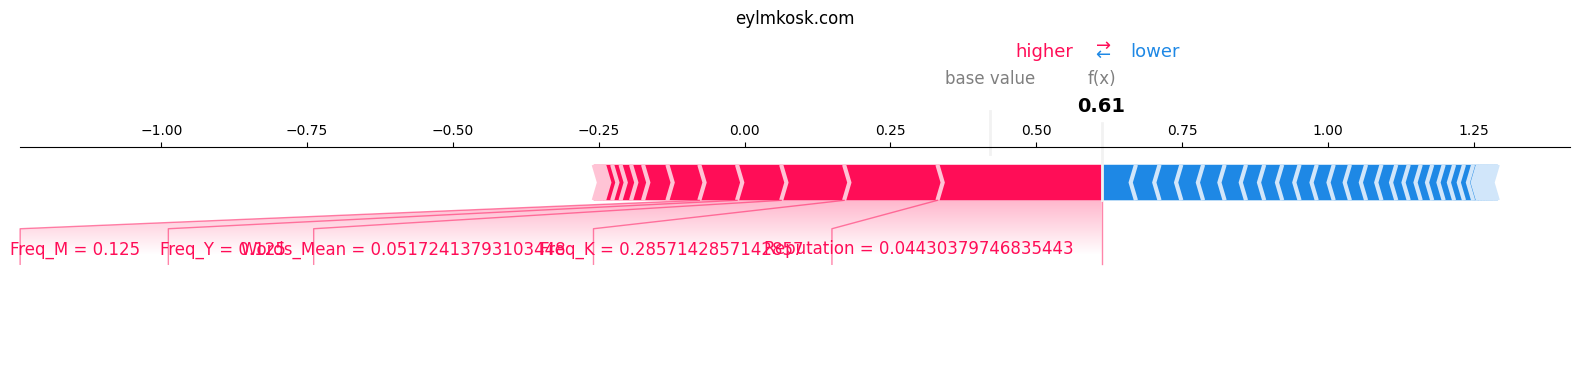 eylmkosk.com
higher ⇄ lower
base value f(x)
0.61
−1.00 −0.75 −0.50 −0.25 0.00 0.25 0.50 0.75 1.00 1.25
Freq_M = 0.125 Freq_Y = 0.125 Words_Mean = 0.05172413793103448 Freq_K = 0.2857142857142857 Reputation = 0.04430379746835443